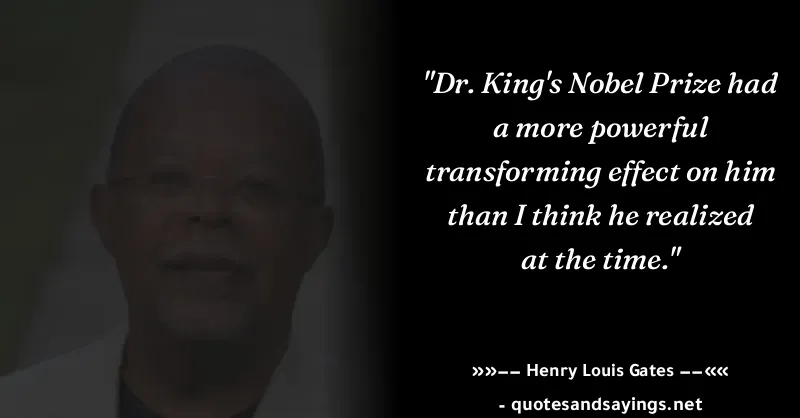 "Dr. King's Nobel Prize had
a more powerful
transforming effect on him
than I think he realized
at the time."
»»–– Henry Louis Gates ––««
- quotesandsayings.net